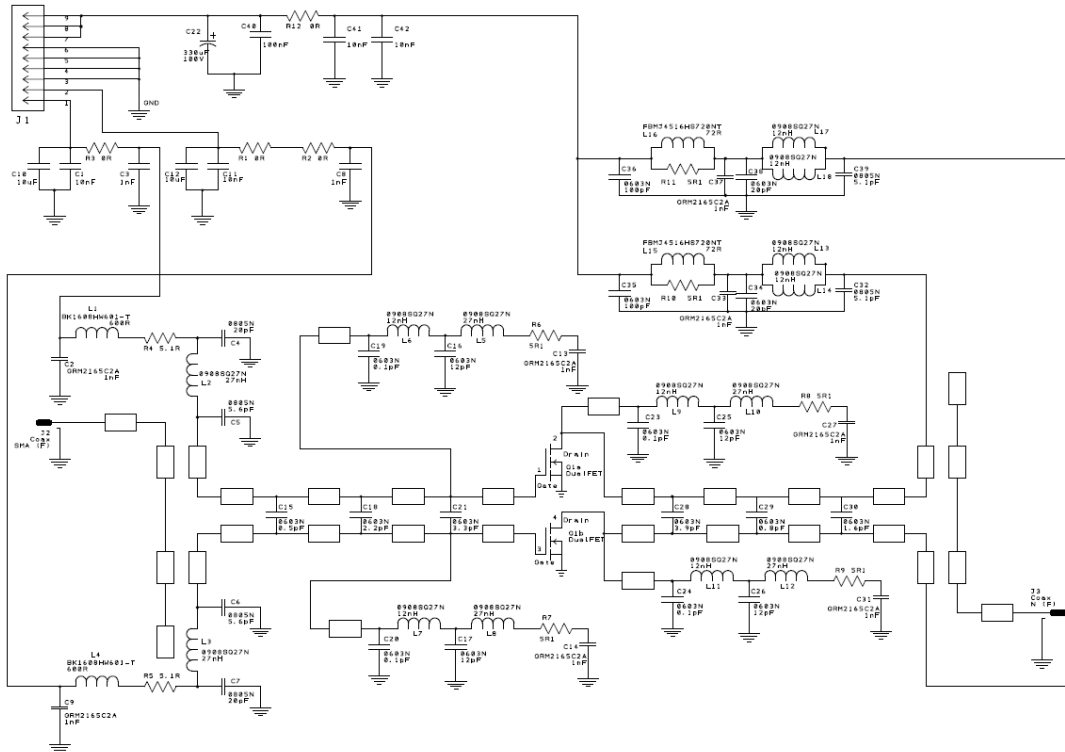 9
8
7
6
5
4
3
2
1
J1
GND
C22
+
330uF
100V
C40
100nF
R12 0R
C41
10nF
C42
10nF
R3 0R
C10
10uF
C1
10nF
C3
1nF
R1 0R
R2 0R
C12
10uF
C11
10nF
C8
1nF
FBMJ4516HS720NT
L16
72R
R11 5R1
C36
0603N
100pF
C37
GRM2165C2A
1nF
C38
0603N
20pF
0908SQ27N
12nH
L17
0908SQ27N
12nH
L18
C39
0805N
5.1pF
FBMJ4516HS720NT
L15
72R
R10 5R1
C35
0603N
100pF
C33
GRM2165C2A
1nF
C34
0603N
20pF
0908SQ27N
12nH
L13
0908SQ27N
12nH
L14
C32
0805N
5.1pF
L1
BK1608HW601-T
600R
R4 5.1R
C2
GRM2165C2A
1nF
0805N
20pF
C4
0908SQ27N
L2
27nH
0805N
5.6pF
C5
J2
Coax
SMA (F)
C19
0603N
0.1pF
0908SQ27N
12nH
L6
C16
0603N
12pF
0908SQ27N
27nH
L5
R6
5R1
C13
GRM2165C2A
1nF
C23
0603N
0.1pF
0908SQ27N
12nH
L9
C25
0603N
12pF
0908SQ27N
27nH
L10
R8 5R1
C27
GRM2165C2A
1nF
2
Drain
Q1a
DualFET
1
Gate
C15
0603N
0.5pF
C18
0603N
2.2pF
C21
0603N
3.3pF
4
Drain
Q1b
DualFET
3
Gate
C28
0603N
3.9pF
C29
0603N
0.8pF
C30
0603N
1.6pF
C24
0603N
0.1pF
0908SQ27N
12nH
L11
C26
0603N
12pF
0908SQ27N
27nH
L12
R9 5R1
C31
GRM2165C2A
1nF
J3
Coax
N (F)
C6
0805N
5.6pF
L3
0908SQ27N
27nH
C7
0805N
20pF
L4
BK1608HW601-T
600R
R5 5.1R
C9
GRM2165C2A
1nF
C20
0603N
0.1pF
0908SQ27N
12nH
L7
C17
0603N
12pF
0908SQ27N
27nH
L8
R7
5R1
C14
GRM2165C2A
1nF